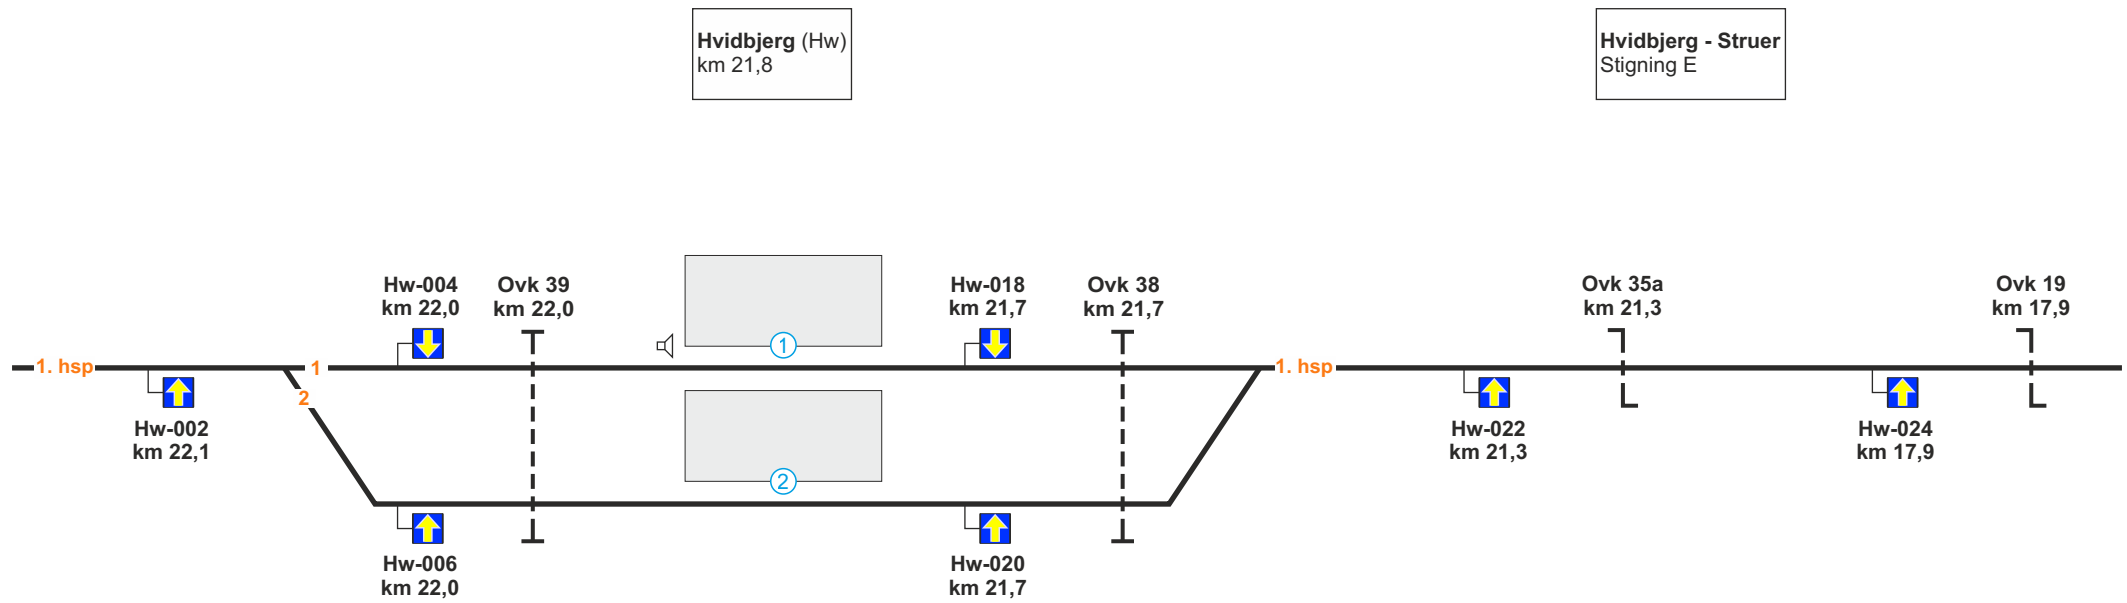 Hvidbjerg (Hw)
km 21,8
Hvidbjerg - Struer
Stigning E
Hw-004
km 22,0
Ovk 39
km 22,0
Hw-018
km 21,7
Ovk 38
km 21,7
Ovk 35a
km 21,3
Ovk 19
km 17,9
1
1. hsp
1
1. hsp
2
Hw-002
km 22,1
Hw-022
km 21,3
Hw-024
km 17,9
2
Hw-006
km 22,0
Hw-020
km 21,7